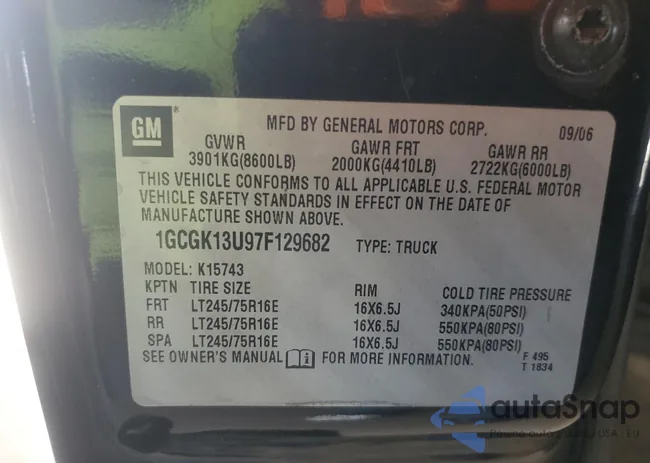 GM
MFD BY GENERAL MOTORS CORP. 09/06
GVWR GAWR FRT GAWR RR
3901KG(8600LB) 2000KG(4410LB) 2722KG(6000LB)
THIS VEHICLE CONFORMS TO ALL APPLICABLE U.S. FEDERAL MOTOR
VEHICLE SAFETY STANDARDS IN EFFECT ON THE DATE OF
MANUFACTURE SHOWN ABOVE.
1GCGK13U97F129682 TYPE: TRUCK
MODEL: K15743
KPTN TIRE SIZE RIM COLD TIRE PRESSURE
FRT LT245/75R16E 16X6.5J 340KPA(50PSI)
RR LT245/75R16E 16X6.5J 550KPA(80PSI)
SPA LT245/75R16E 16X6.5J 550KPA(80PSI)
SEE OWNER'S MANUAL FOR MORE INFORMATION.
F 495
T 1834
autaSnap